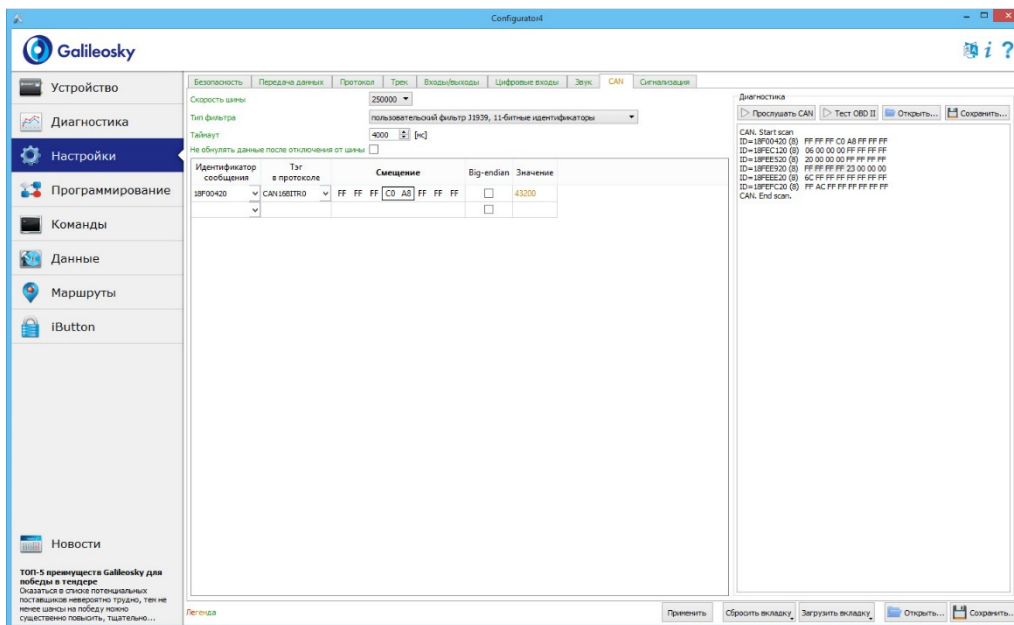 Configurator4
Galileosky
Устройство
Диагностика
Настройки
Программирование
Команды
Данные
Маршруты
iButton
Новости
ТОП-5 преимуществ Galileosky для
победы в тендере
Оказаться в списке потенциальных
поставщиков невероятно трудно, тем не
менее шансы на победу можно
существенно повысить, тщательно...
Безопасность Передача данных Протокол Трек Входы/выходы Цифровые входы Звук CAN Сигнализация
Скорость шины 250000
Тип фильтра пользовательский фильтр J1939, 11-битные идентификаторы
Таймаут 4000 [мс]
Не обнулять данные после отключения от шины
Идентификатор сообщения Тэг в протоколе Смещение Big-endian Значение
18F00420 CAN16BITR0 FF FF FF C0 A8 FF FF FF 43200
Диагностика
Прослушать CAN Тест OBD II Открыть... Сохранить...
CAN. Start scan
ID=18F00420 (8) FF FF FF C0 A8 FF FF FF
ID=18FEC120 (8) 06 00 00 00 FF FF FF FF
ID=18FEE520 (8) 20 00 00 00 FF FF FF FF
ID=18FEE920 (8) FF FF FF FF 23 00 00 00
ID=18FEEE20 (8) 6C FF FF FF FF FF FF FF
ID=18FEFC20 (8) FF AC FF FF FF FF FF FF
CAN. End scan.
Легенда
Применить Сбросить вкладку Загрузить вкладку Открыть... Сохранить...